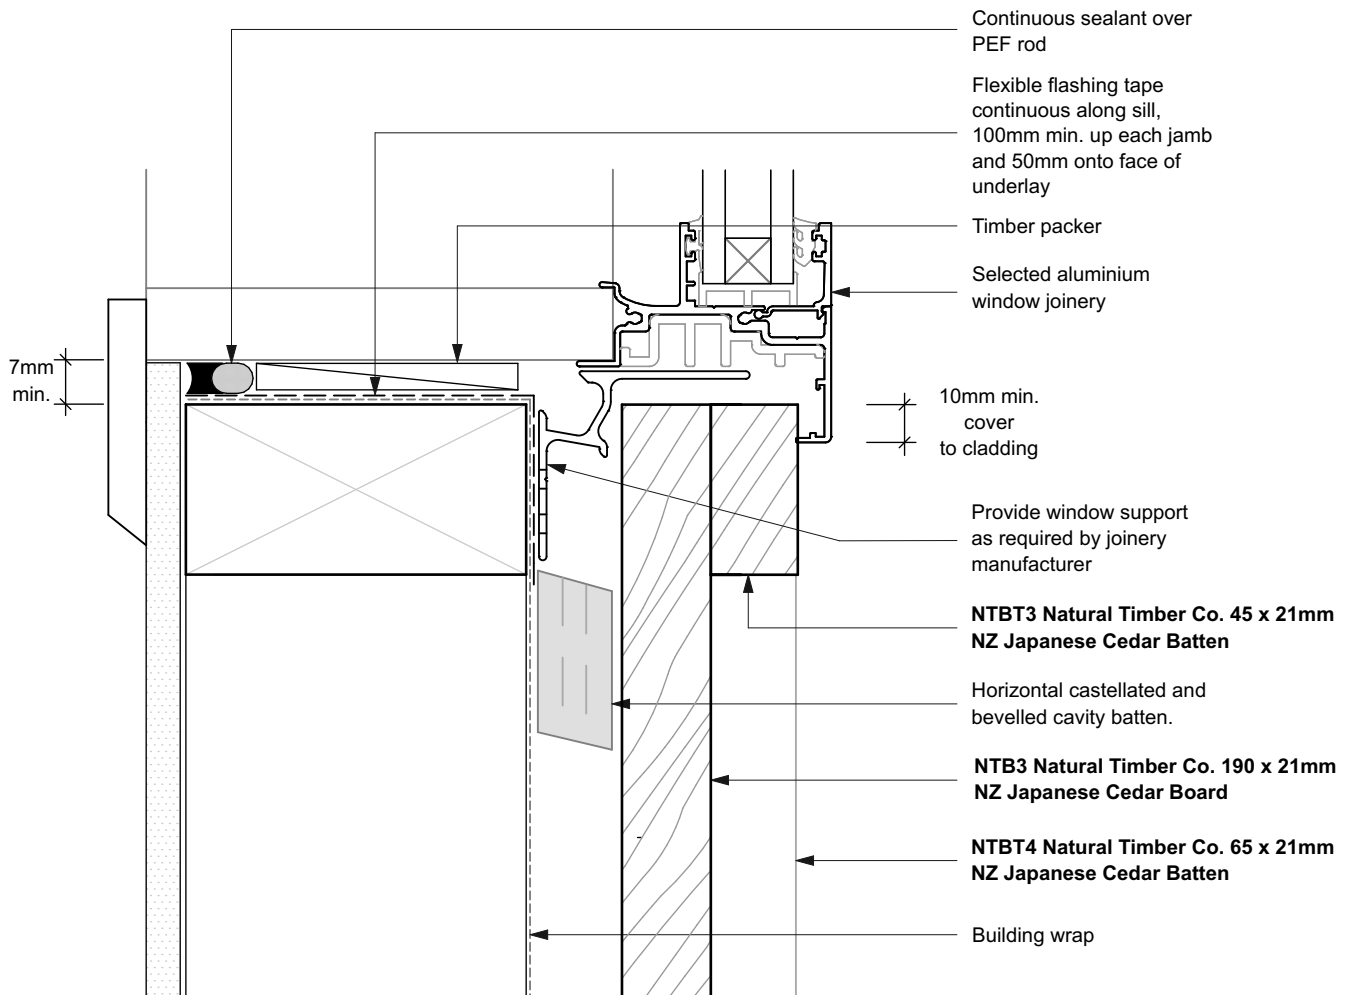 Continuous sealant over
PEF rod
Flexible flashing tape
continuous along sill,
100mm min. up each jamb
and 50mm onto face of
underlay
Timber packer
Selected aluminium
window joinery
7mm
min.
10mm min.
cover
to cladding
Provide window support
as required by joinery
manufacturer
NTBT3 Natural Timber Co. 45 x 21mm
NZ Japanese Cedar Batten
Horizontal castellated and
bevelled cavity batten.
NTB3 Natural Timber Co. 190 x 21mm
NZ Japanese Cedar Board
NTBT4 Natural Timber Co. 65 x 21mm
NZ Japanese Cedar Batten
Building wrap